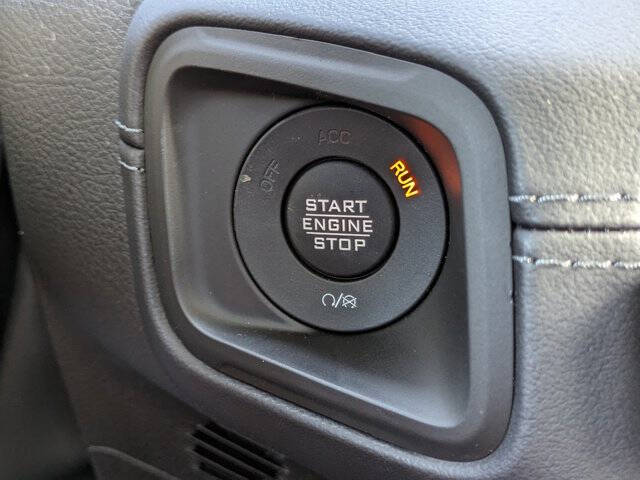 OFF
ACC
RUN
START
ENGINE
STOP